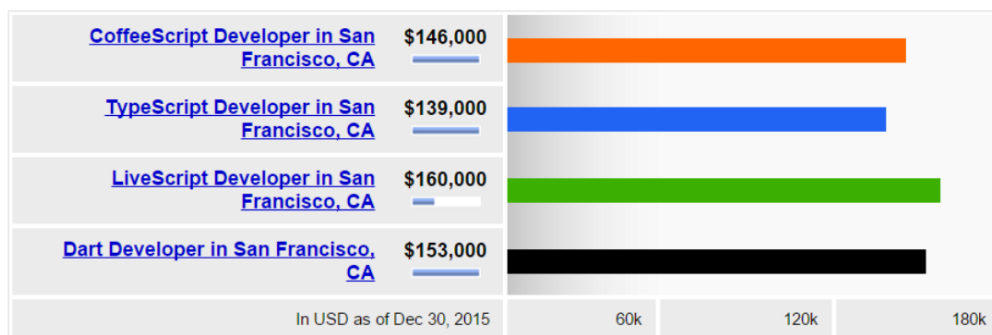 CoffeeScript Developer in San $146,000
Francisco, CA
TypeScript Developer in San $139,000
Francisco, CA
LiveScript Developer in San $160,000
Francisco, CA
Dart Developer in San Francisco, $153,000
CA
In USD as of Dec 30, 2015 60k 120k 180k